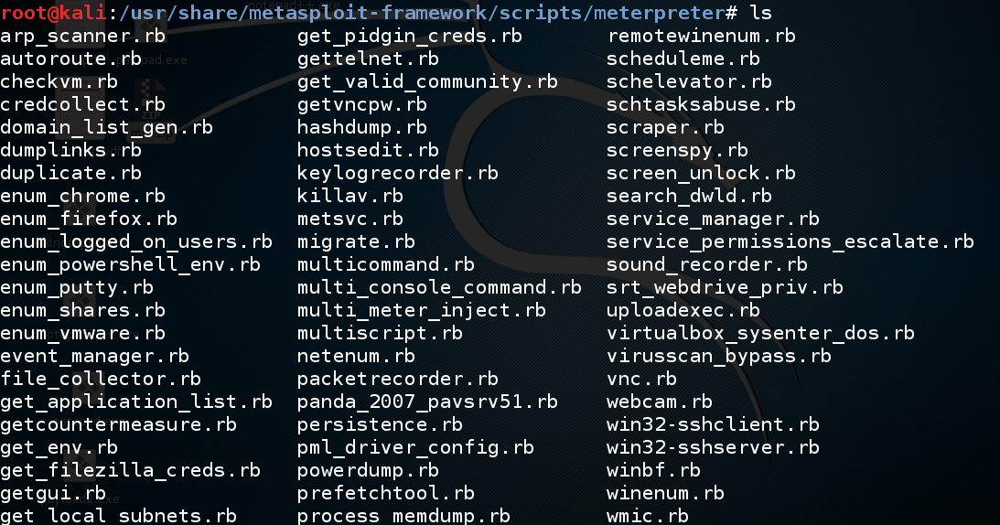 root@kali:/usr/share/metasploit-framework/scripts/meterpreter# ls
arp_scanner.rb get_pidgin_creds.rb remotewinenum.rb
autoroute.rb gettelnet.rb scheduleme.rb
checkvm.rb get_valid_community.rb schelevator.rb
credcollect.rb getvncpw.rb schtasksabuse.rb
domain_list_gen.rb hashdump.rb scraper.rb
dumplinks.rb hostsedit.rb screenspy.rb
duplicate.rb keylogrecorder.rb screen_unlock.rb
enum_chrome.rb killav.rb search_dwld.rb
enum_firefox.rb metsvc.rb service_manager.rb
enum_logged_on_users.rb migrate.rb service_permissions_escalate.rb
enum_powershell_env.rb multicommand.rb sound_recorder.rb
enum_putty.rb multi_console_command.rb srt_webdrive_priv.rb
enum_shares.rb multi_meter_inject.rb uploadexec.rb
enum_vmware.rb multiscript.rb virtualbox_sysenter_dos.rb
event_manager.rb netenum.rb virusscan_bypass.rb
file_collector.rb packetrecorder.rb vnc.rb
get_application_list.rb panda_2007_pavsrv51.rb webcam.rb
getcountermeasure.rb persistence.rb win32-sshclient.rb
get_env.rb pml_driver_config.rb win32-sshserver.rb
get_filezilla_creds.rb powerdump.rb winbf.rb
getgui.rb prefetchtool.rb winenum.rb
get_local_subnets.rb process_memdump.rb wmic.rb